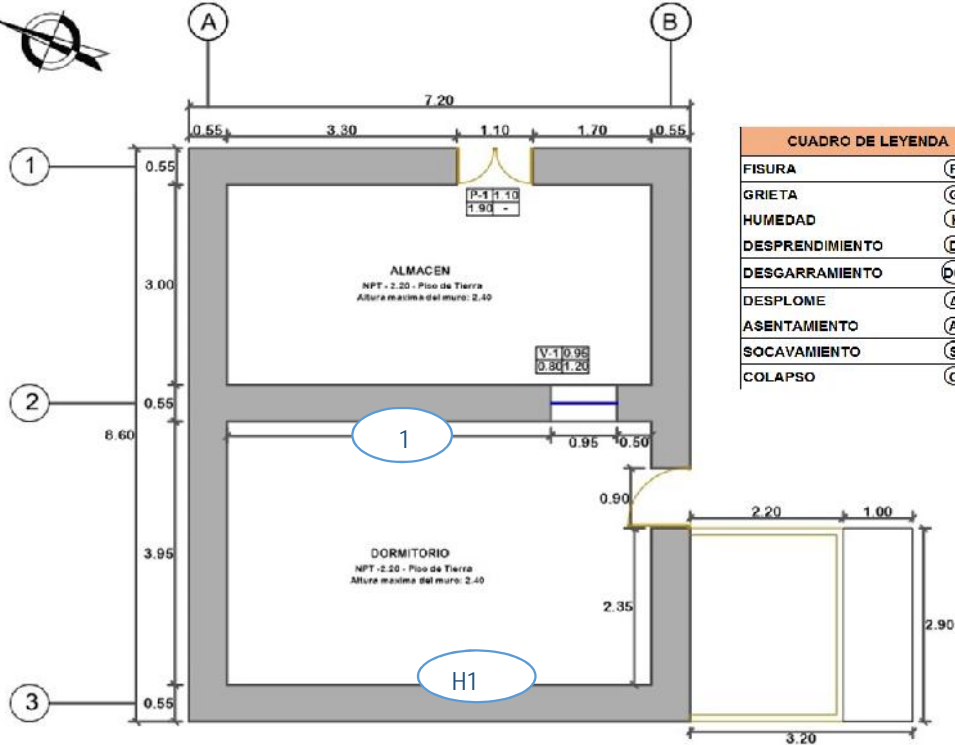 A
B
7.20
0.55
3.30
1.10
1.70
0.55
1
0.55
P-1 1.10
1.90 -
CUADRO DE LEYENDA
FISURA
GRIETA
HUMEDAD
DESPRENDIMIENTO
DESGARRAMIENTO
DESPLOME
ASENTAMIENTO
SOCAVAMIENTO
COLAPSO
3.00
ALMACEN
NPT - 2.20 - Piso de Tierra
Altura maxima del muro: 2.40
V-1 0.95
0.80 1.20
2
0.55
8.60
1
0.95
0.50
0.90
2.20
1.00
3.95
DORMITORIO
NPT -2.20 - Piso de Tierra
Altura maxima del muro: 2.40
2.35
2.90
H1
3
0.55
3.20